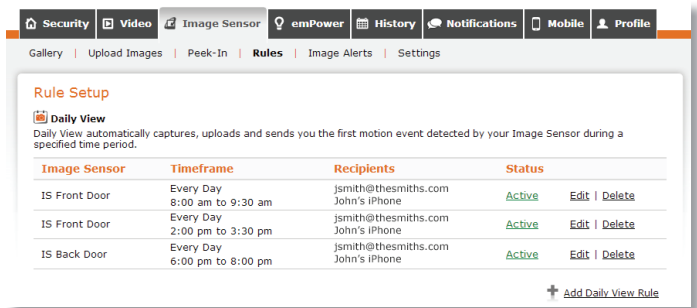 Security Video Image Sensor emPower History Notifications Mobile Profile
Gallery | Upload Images | Peek-In | Rules | Image Alerts | Settings
Rule Setup
Daily View
Daily View automatically captures, uploads and sends you the first motion event detected by your Image Sensor during a
specified time period.
Image Sensor Timeframe Recipients Status
IS Front Door Every Day jsmith@thesmiths.com Active Edit | Delete
8:00 am to 9:30 am John's iPhone
IS Front Door Every Day jsmith@thesmiths.com Active Edit | Delete
2:00 pm to 3:30 pm John's iPhone
IS Back Door Every Day jsmith@thesmiths.com Active Edit | Delete
6:00 pm to 8:00 pm John's iPhone
Add Daily View Rule